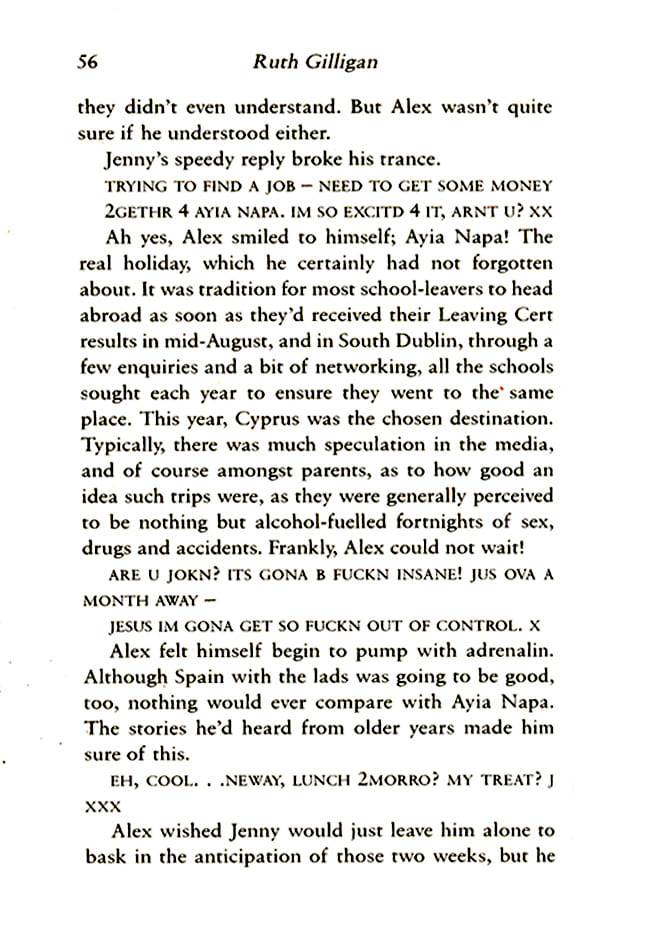 56 Ruth Gilligan
they didn't even understand. But Alex wasn't quite
sure if he understood either.
Jenny's speedy reply broke his trance.
TRYING TO FIND A JOB – NEED TO GET SOME MONEY
2GETHR 4 AYIA NAPA. IM SO EXCITD 4 IT, ARNT U? XX
Ah yes, Alex smiled to himself; Ayia Napa! The
real holiday, which he certainly had not forgotten
about. It was tradition for most school-leavers to head
abroad as soon as they'd received their Leaving Cert
results in mid-August, and in South Dublin, through a
few enquiries and a bit of networking, all the schools
sought each year to ensure they went to the same
place. This year, Cyprus was the chosen destination.
Typically, there was much speculation in the media,
and of course amongst parents, as to how good an
idea such trips were, as they were generally perceived
to be nothing but alcohol-fuelled fortnights of sex,
drugs and accidents. Frankly, Alex could not wait!
ARE U JOKN? ITS GONA B FUCKN INSANE! JUS OVA A
MONTH AWAY –
JESUS IM GONA GET SO FUCKN OUT OF CONTROL. X
Alex felt himself begin to pump with adrenalin.
Although Spain with the lads was going to be good,
too, nothing would ever compare with Ayia Napa.
The stories he'd heard from older years made him
sure of this.
EH, COOL. . .NEWAY, LUNCH 2MORRO? MY TREAT? J
XXX
Alex wished Jenny would just leave him alone to
bask in the anticipation of those two weeks, but he